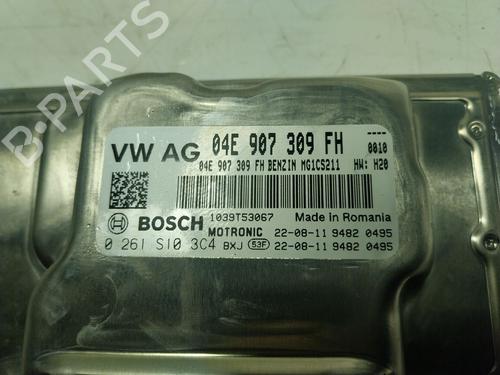 VW AG 04E 907 309 FH ----
0010
04E 907 309 FH BENZIN MG1CS211 HW: H20
BOSCH 1039T53067 Made in Romania
MOTRONIC 22-08-11 9482 0495
0 261 S10 3C4 BXJ 53F 22-08-11 9482 0495
B-PARTS